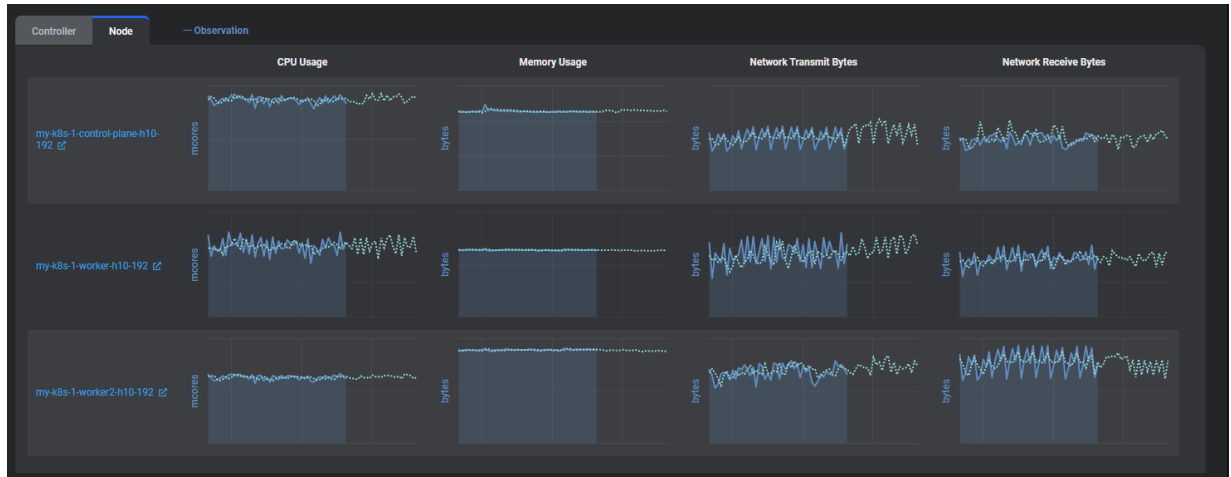 Controller
Node
— Observation
CPU Usage
Memory Usage
Network Transmit Bytes
Network Receive Bytes
my-k8s-1-control-plane-h10-
192
mcores
bytes
bytes
bytes
my-k8s-1-worker-h10-192
mcores
bytes
bytes
bytes
my-k8s-1-worker2-h10-192
mcores
bytes
bytes
bytes